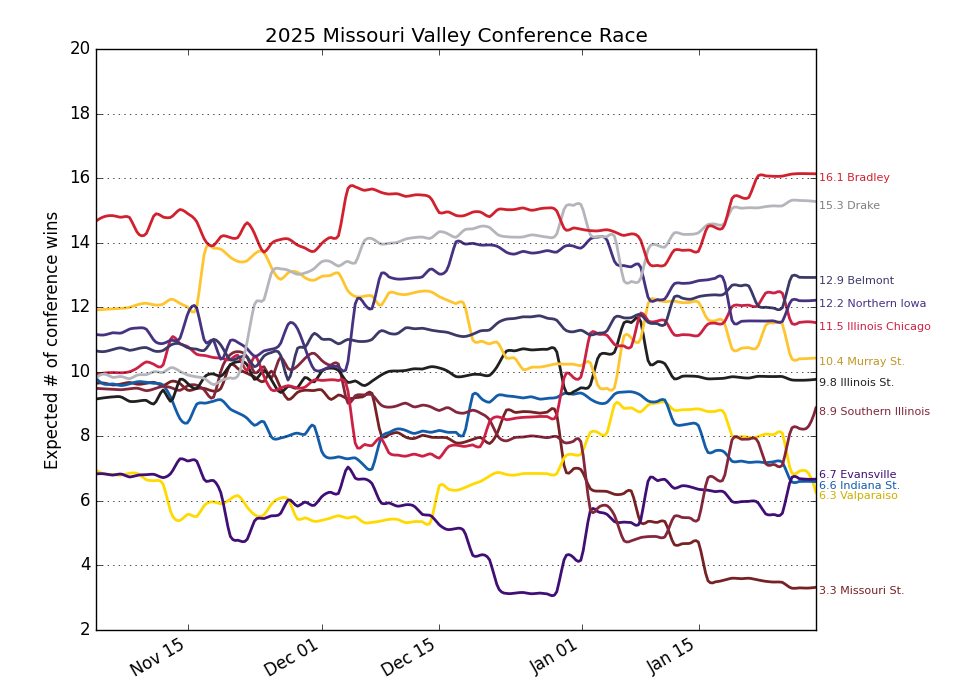 2025 Missouri Valley Conference Race
Expected # of conference wins
20
18
16
14
12
10
8
6
4
2
16.1 Bradley
15.3 Drake
12.9 Belmont
12.2 Northern Iowa
11.5 Illinois Chicago
10.4 Murray St.
9.8 Illinois St.
8.9 Southern Illinois
6.7 Evansville
6.6 Indiana St.
6.3 Valparaiso
3.3 Missouri St.
Nov 15
Dec 01
Dec 15
Jan 01
Jan 15